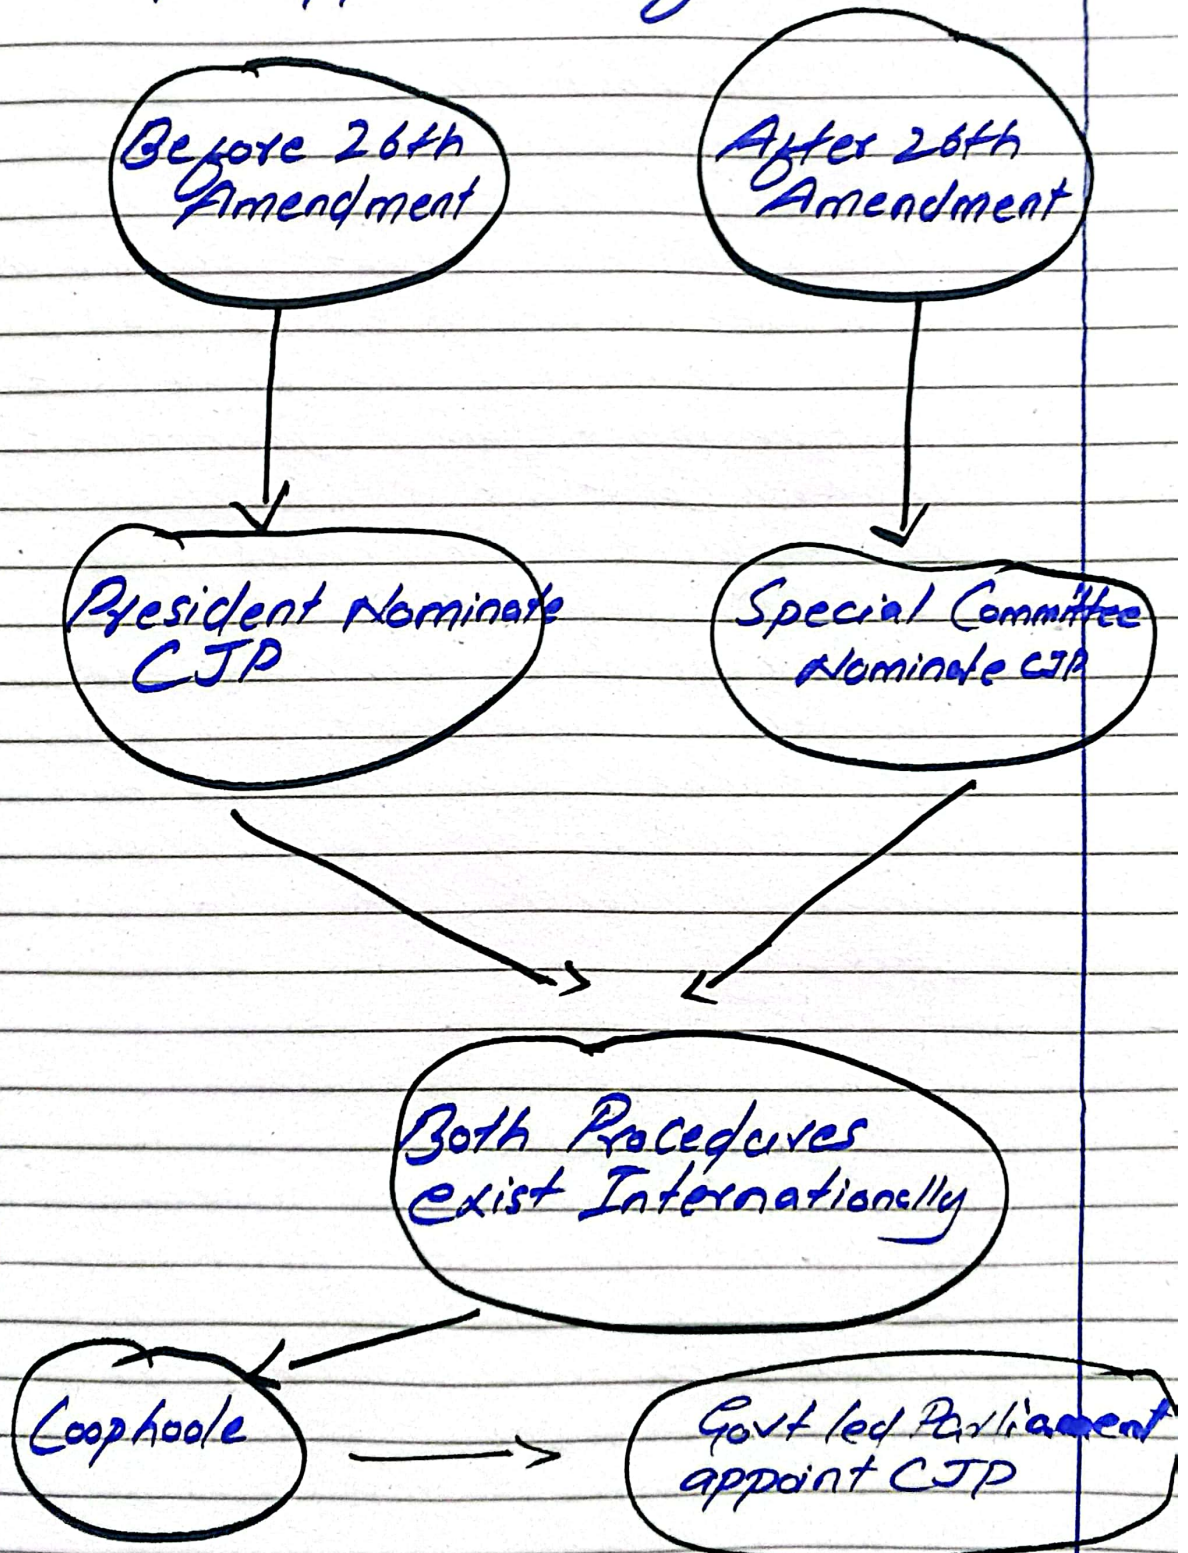 Before 26th
Amendment
After 26th
Amendment
President Nominate
CJP
Special Committee
Nominate CJP
Both Procedures
exist Internationally
Loophoole
Govt led Parliament
appoint CJP